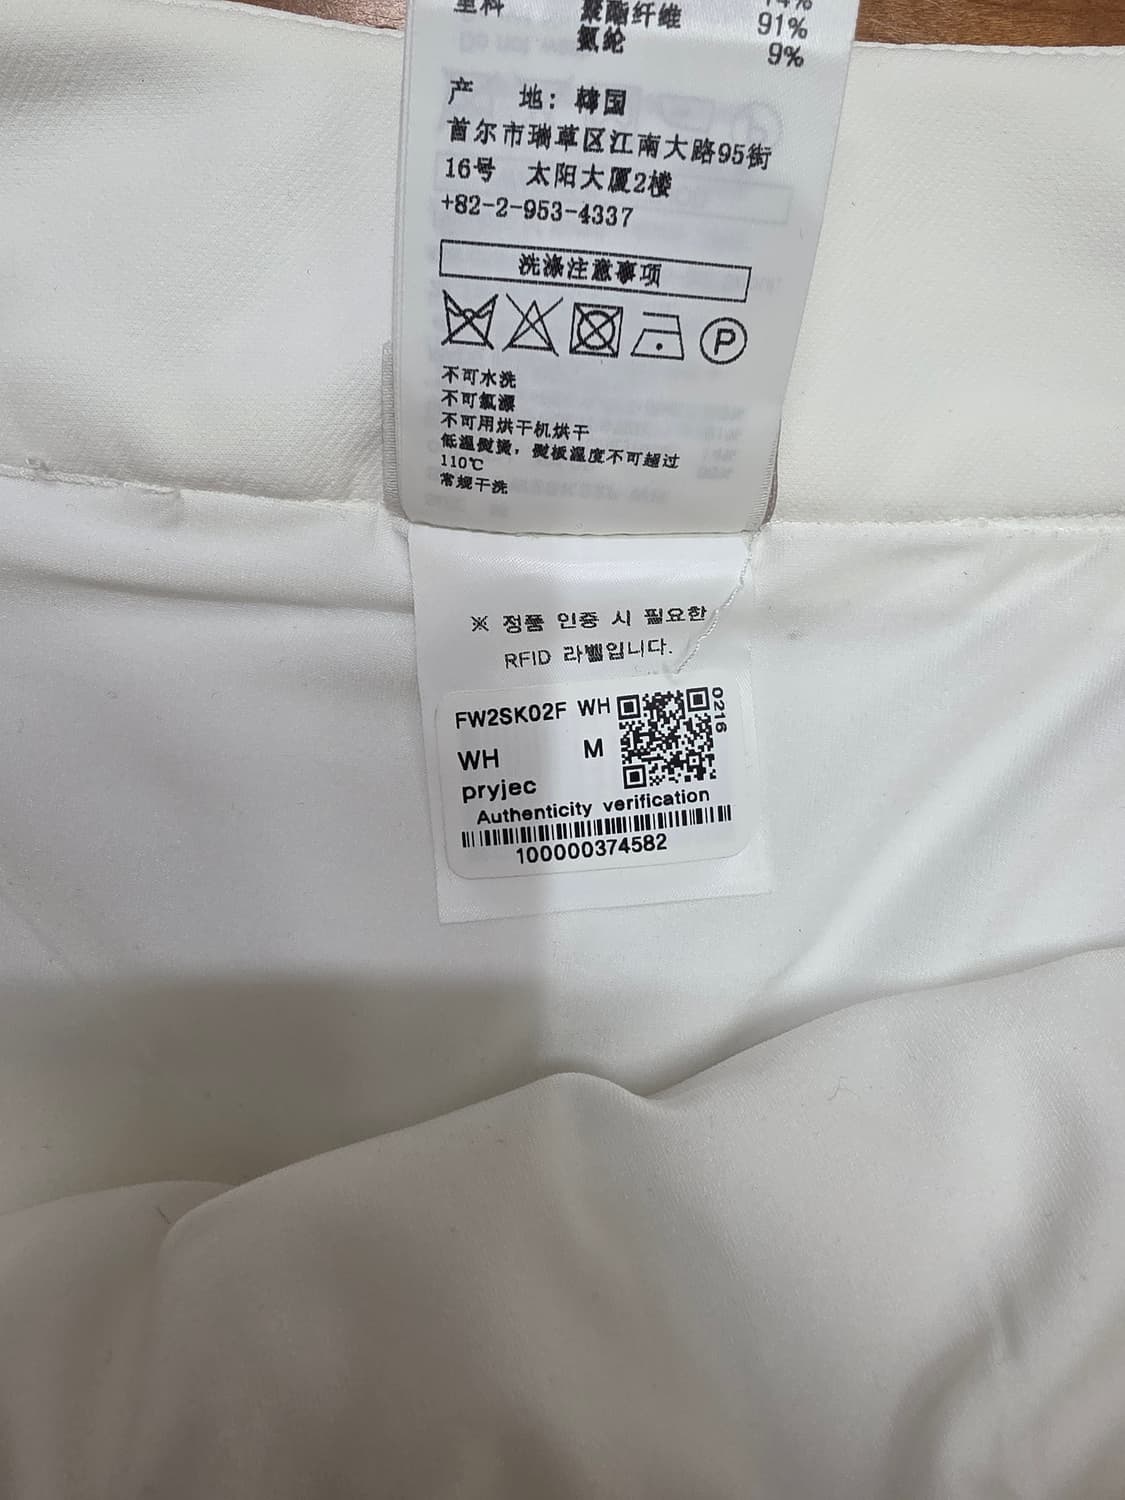 里料 聚酯纤维 91%
氨纶 9%
产 地: 韓国
首尔市瑞草区江南大路95街
16号 太阳大厦2楼
+82-2-953-4337
洗涤注意事项
P
不可水洗
不可氯漂
不可用烘干机烘干
低温熨烫，熨板温度不可超过
110℃
常规干洗
※ 정품 인증 시 필요한
RFID 라벨입니다.
FW2SK02F WH
0216
WH M
pryjec
Authenticity verification
100000374582